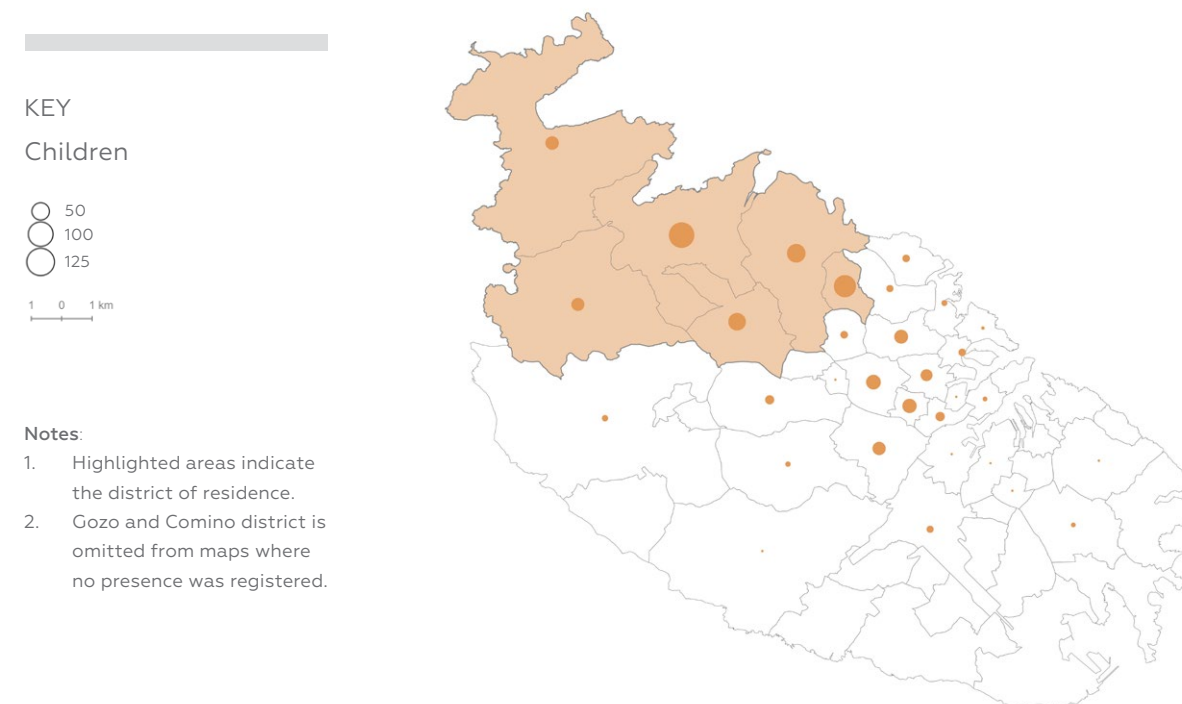 KEY
Children
50
100
125
1 0 1 km
Notes:
1. Highlighted areas indicate
the district of residence.
2. Gozo and Comino district is
omitted from maps where
no presence was registered.